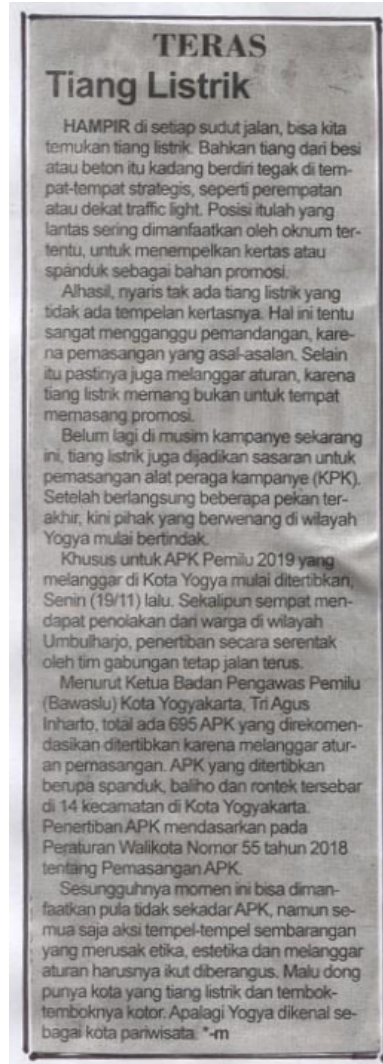 TERAS
Tiang Listrik
HAMPIR di setiap sudut jalan, bisa kita
temukan tiang listrik. Bahkan tiang dari besi
atau beton itu kadang berdiri tegak di tem-
pat-tempat strategis, seperti perempatan
atau dekat traffic light. Posisi itulah yang
lantas sering dimanfaatkan oleh oknum ter-
tentu, untuk menempelkan kertas atau
spanduk sebagai bahan promosi.
Alhasil, nyaris tak ada tiang listrik yang
tidak ada tempelan kertasnya. Hal ini tentu
sangat mengganggu pemandangan, kare-
na pemasangan yang asal-asalan. Selain
itu pastinya juga melanggar aturan, karena
tiang listrik memang bukan untuk tempat
memasang promosi.
Belum lagi di musim kampanye sekarang
ini, tiang listrik juga dijadikan sasaran untuk
pemasangan alat peraga kampanye (KPK).
Setelah berlangsung beberapa pekan ter-
akhir, kini pihak yang berwenang di wilayah
Yogya mulai bertindak.
Khusus untuk APK Pemilu 2019 yang
melanggar di Kota Yogya mulai ditertibkan,
Senin (19/11) lalu. Sekalipun sempat men-
dapat penolakan dari warga di wilayah
Umbulharjo, penertiban secara serentak
oleh tim gabungan tetap jalan terus.
Menurut Ketua Badan Pengawas Pemilu
(Bawaslu) Kota Yogyakarta, Tri Agus
Inharto, total ada 695 APK yang direkomen-
dasikan ditertibkan karena melanggar atur-
an pemasangan. APK yang ditertibkan
berupa spanduk, baliho dan rontek tersebar
di 14 kecamatan di Kota Yogyakarta.
Penertiban APK mendasarkan pada
Peraturan Walikota Nomor 55 tahun 2018
tentang Pemasangan APK.
Sesungguhnya momen ini bisa diman-
faatkan pula tidak sekadar APK, namun se-
mua saja aksi tempel-tempel sembarangan
yang merusak etika, estetika dan melanggar
aturan harusnya ikut diberangus. Malu dong
punya kota yang tiang listrik dan tembok-
temboknya kotor. Apalagi Yogya dikenal se-
bagai kota pariwisata. *-m